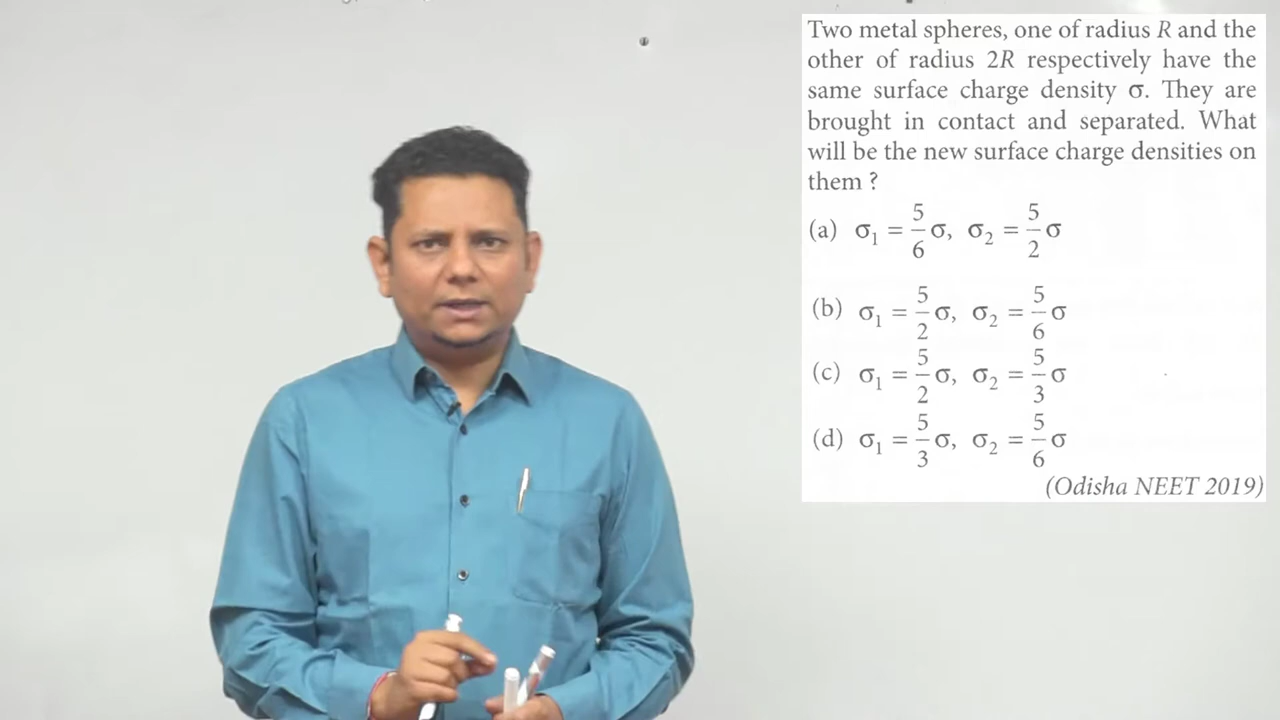 Two metal spheres, one of radius R and the
other of radius 2R respectively have the
same surface charge density σ. They are
brought in contact and separated. What
will be the new surface charge densities on
them ?
(a) σ₁ = 5/6 σ, σ₂ = 5/2 σ
(b) σ₁ = 5/2 σ, σ₂ = 5/6 σ
(c) σ₁ = 5/2 σ, σ₂ = 5/3 σ
(d) σ₁ = 5/3 σ, σ₂ = 5/6 σ
(Odisha NEET 2019)